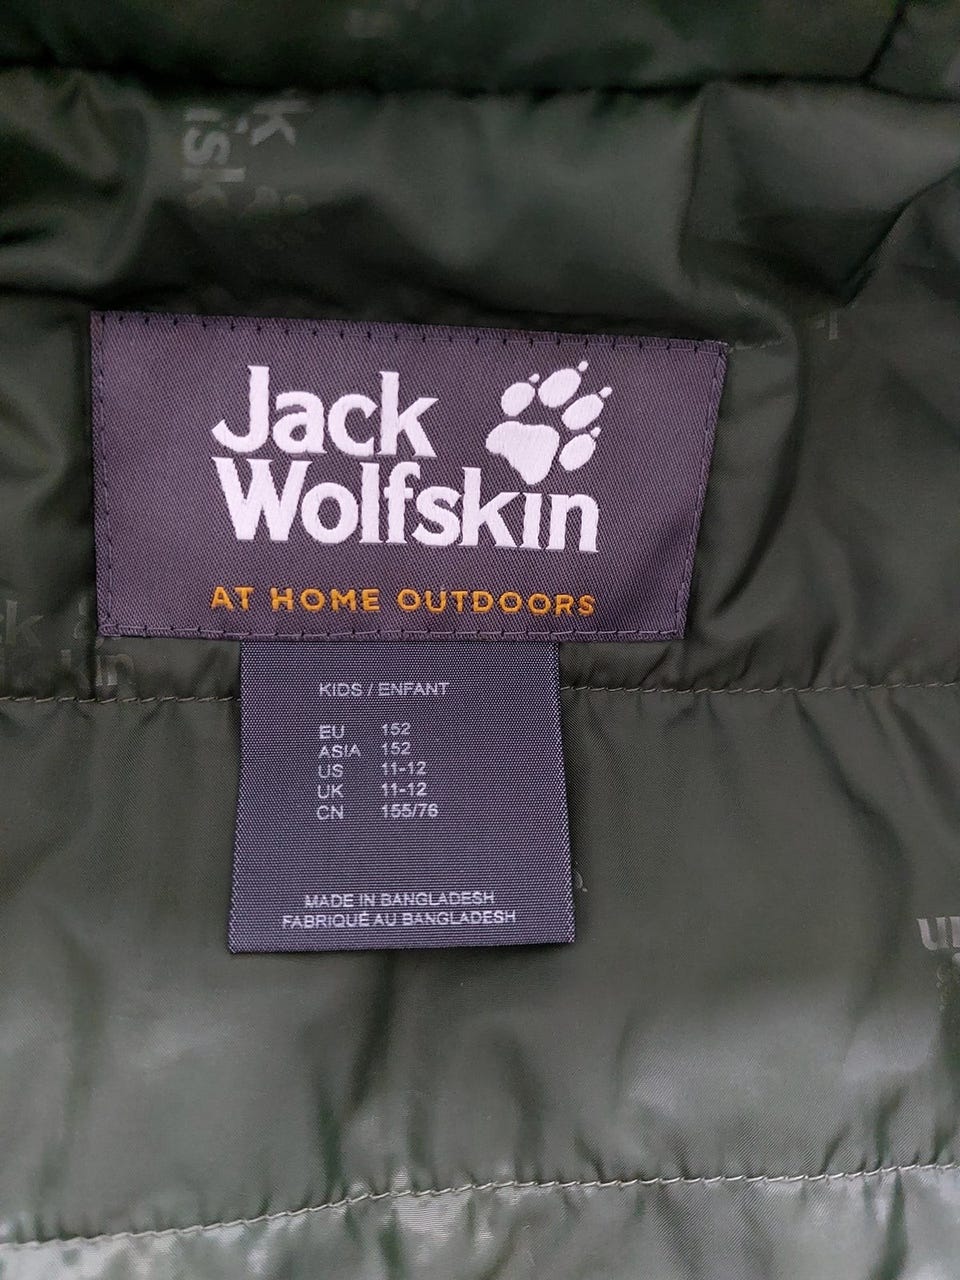 Jack
Wolfskin
AT HOME OUTDOORS
KIDS / ENFANT
EU 152
ASIA 152
US 11-12
UK 11-12
CN 155/76
MADE IN BANGLADESH
FABRIQUÉ AU BANGLADESH